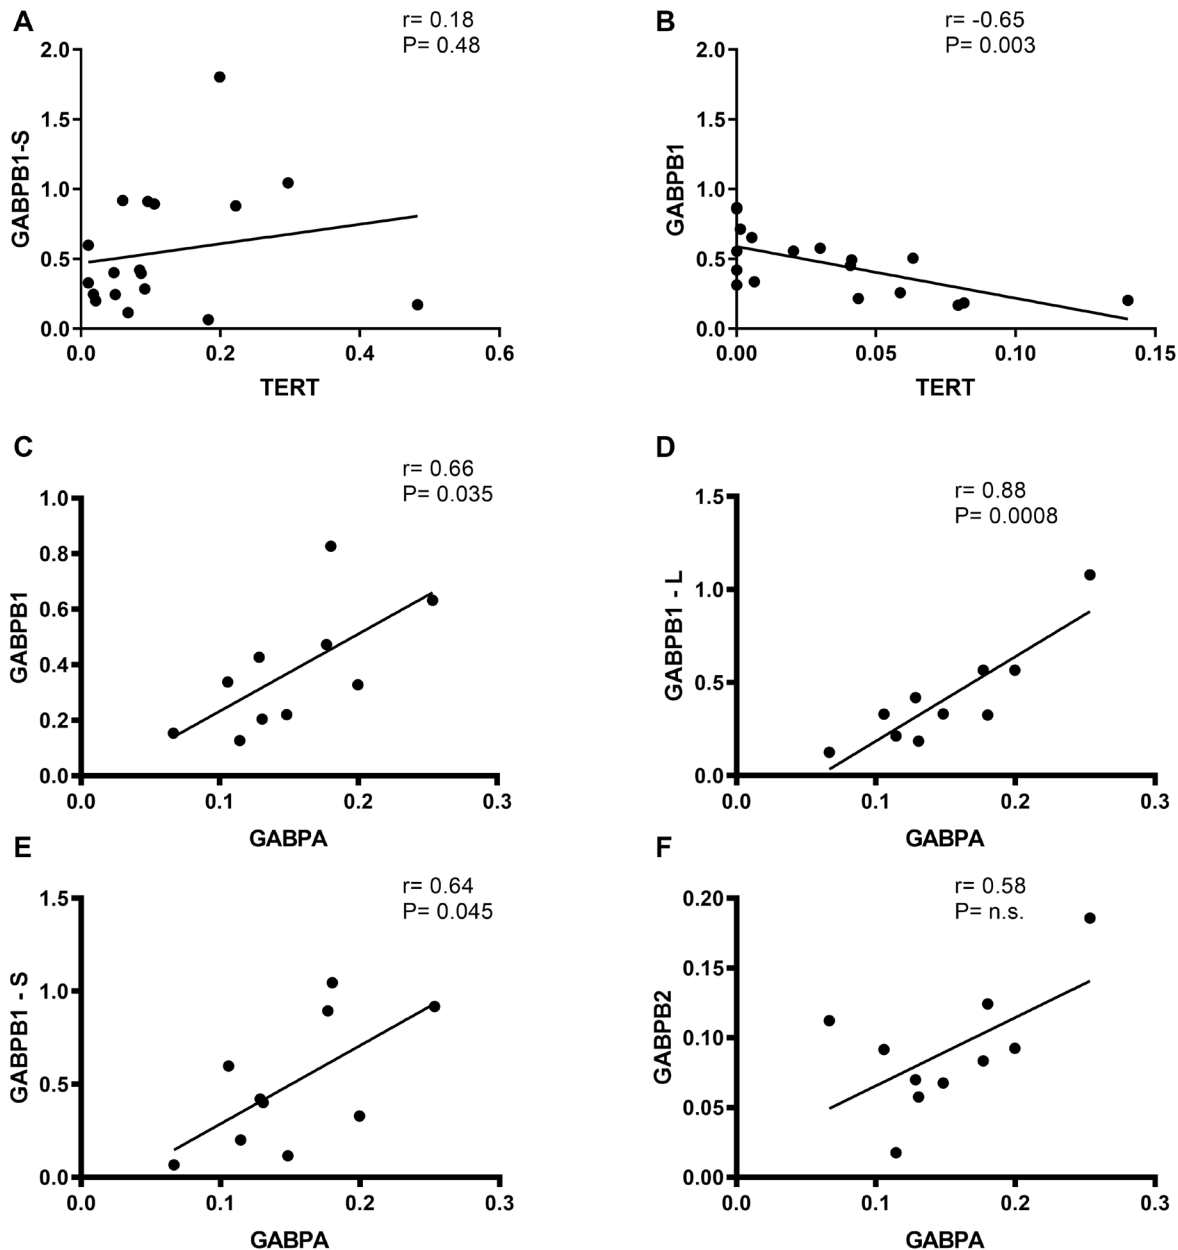 A
r= 0.18
P= 0.48
2.0
1.5
1.0
0.5
0.0
GABPB1-S
0.0 0.2 0.4 0.6
TERT
B
r= -0.65
P= 0.003
2.0
1.5
1.0
0.5
0.0
GABPB1
0.00 0.05 0.10 0.15
TERT
C
r= 0.66
P= 0.035
1.0
0.8
0.6
0.4
0.2
0.0
GABPB1
0.0 0.1 0.2 0.3
GABPA
D
r= 0.88
P= 0.0008
1.5
1.0
0.5
0.0
GABPB1 - L
0.0 0.1 0.2 0.3
GABPA
E
r= 0.64
P= 0.045
1.5
1.0
0.5
0.0
GABPB1 - S
0.0 0.1 0.2 0.3
GABPA
F
r= 0.58
P= n.s.
0.20
0.15
0.10
0.05
0.00
GABPB2
0.0 0.1 0.2 0.3
GABPA